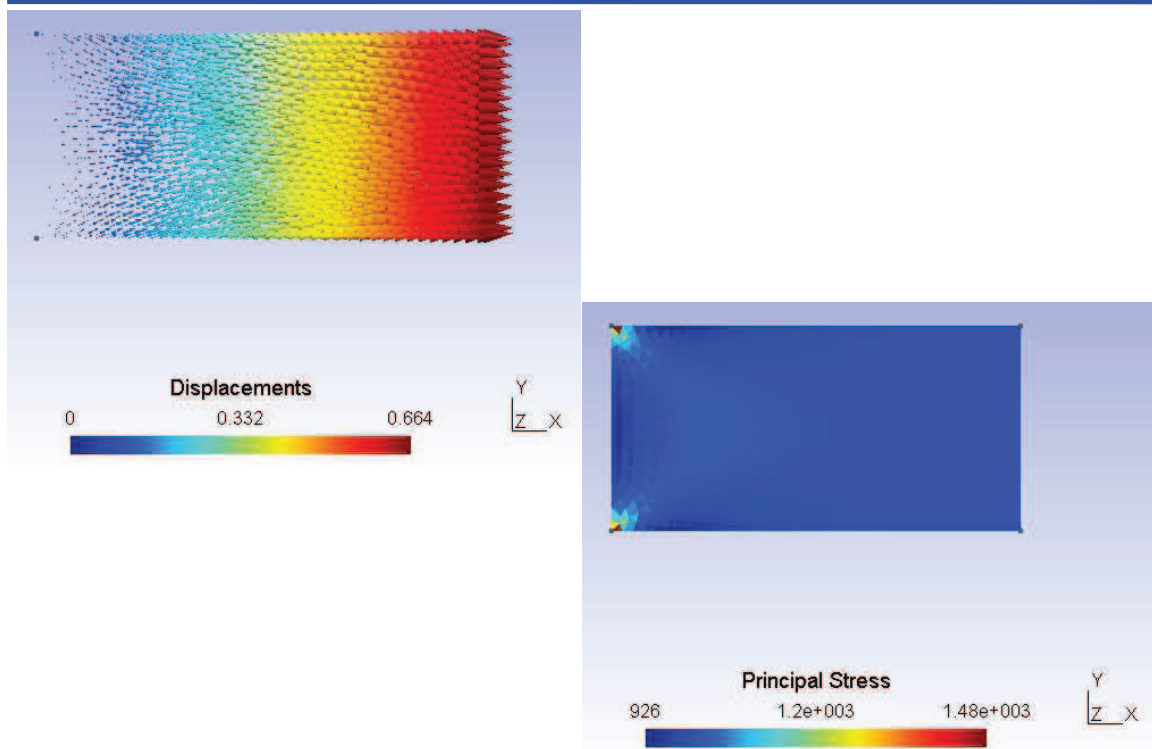 Displacements
0 0.332 0.664
Y
Z X
Principal Stress
926 1.2e+003 1.48e+003
Y
Z X